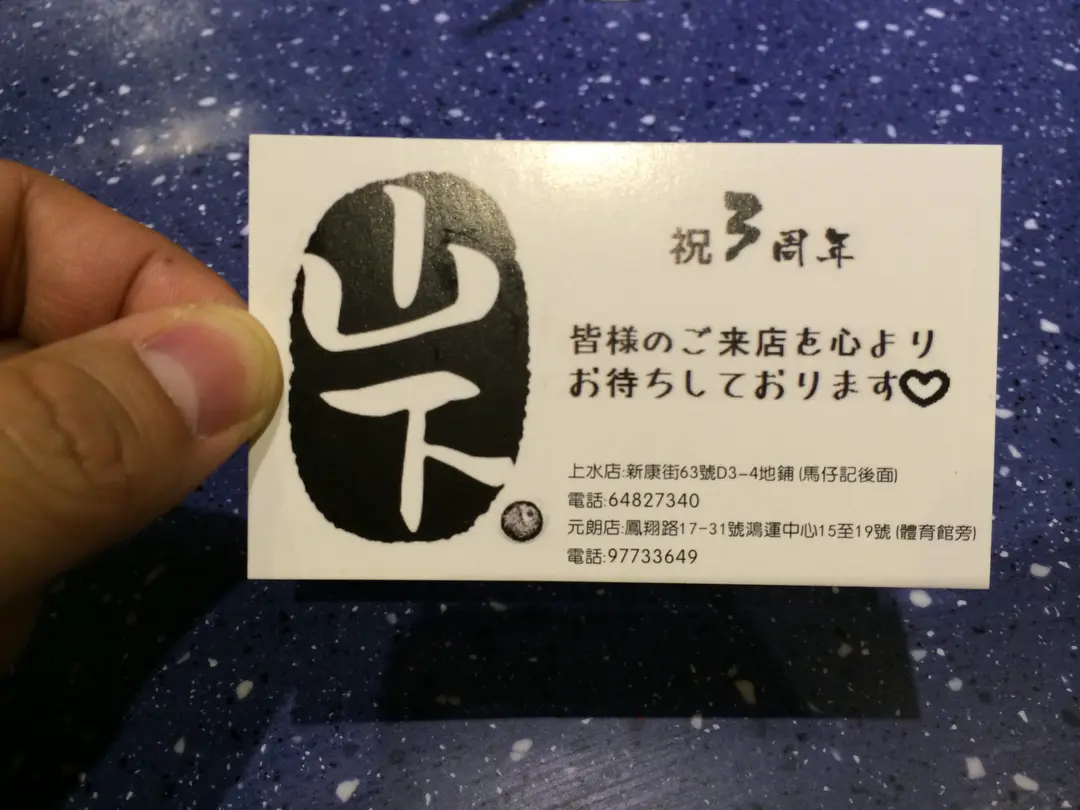 山下
祝3周年
皆様のご来店を心より
お待ちしております♡
上水店:新康街63號D3-4地鋪 (馬仔記後面)
電話:64827340
元朗店:鳳翔路17-31號鴻運中心15至19號 (體育館旁)
電話:97733649